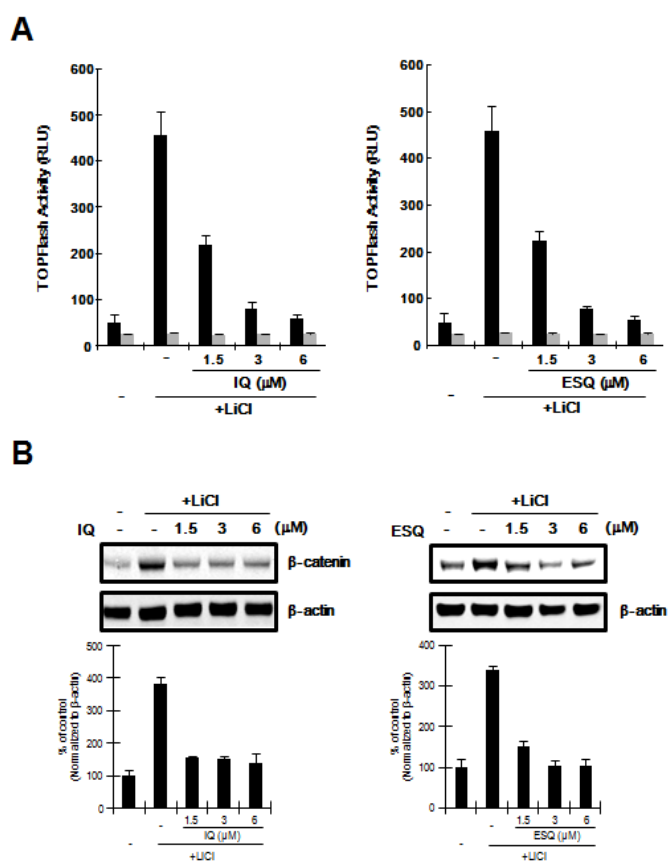 A
TOPFlash Activity (RLU)
600
500
400
300
200
100
0
- 1.5 3 6
IQ (μM)
-
+LiCl
TOPFlash Activity (RLU)
600
500
400
300
200
100
0
- 1.5 3 6
ESQ (μM)
-
+LiCl
B
- +LiCl
IQ - - 1.5 3 6 (μM)
β-catenin
β-actin
% of control
(Normalized to β-actin)
500
400
300
200
100
0
- 1.5 3 6
IQ (μM)
-
+LiCl
- +LiCl
ESQ - - 1.5 3 6 (μM)
β-actin
% of control
(Normalized to β-actin)
400
300
200
100
0
- 1.5 3 6
ESQ (μM)
-
+LiCl